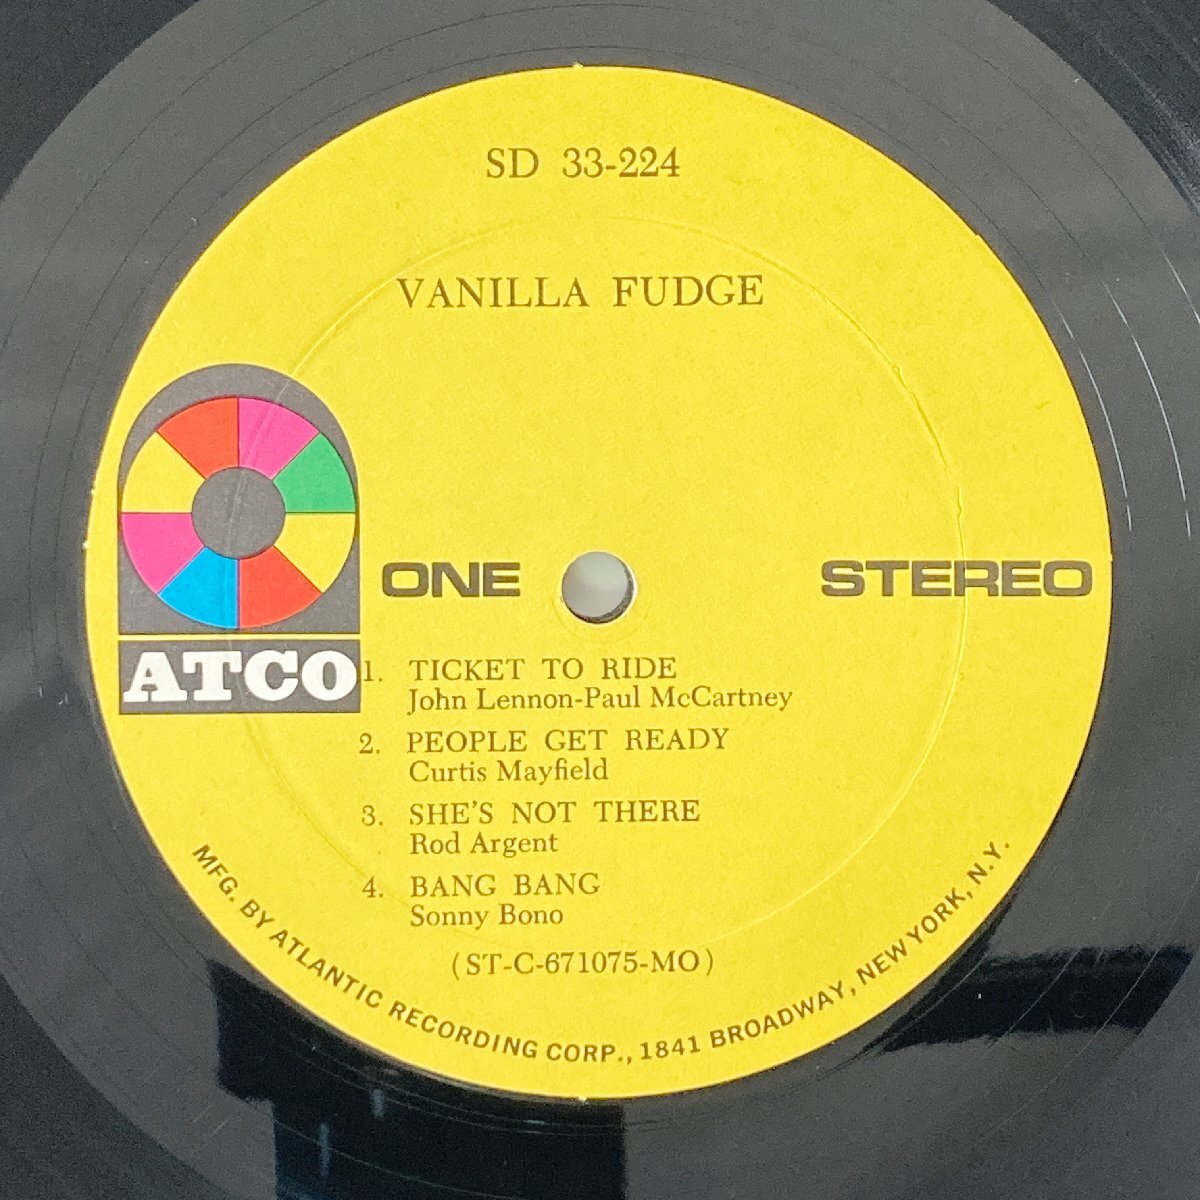 SD 33-224
VANILLA FUDGE
ONE STEREO
ATCO
1. TICKET TO RIDE
John Lennon-Paul McCartney
2. PEOPLE GET READY
Curtis Mayfield
3. SHE'S NOT THERE
Rod Argent
4. BANG BANG
Sonny Bono
(ST-C-671075-MO)
MFG. BY ATLANTIC RECORDING CORP., 1841 BROADWAY, NEW YORK, N.Y.